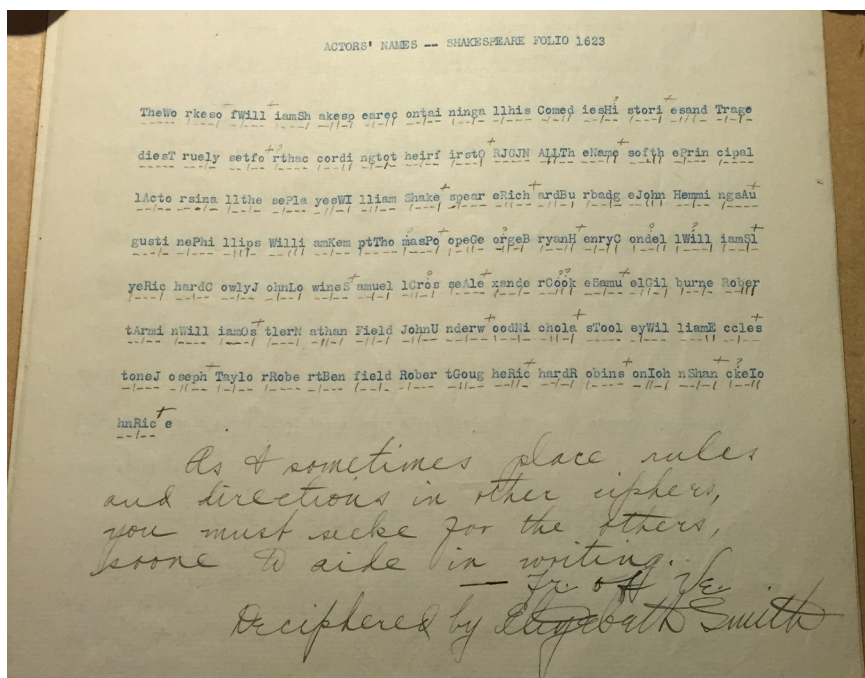 ACTORS' NAMES -- SHAKESPEARE FOLIO 1623
TheWo rkeso fWill iamSh akesp earec ontai ninga llhis Comed iesHi stori esand Trage
diesT ruely setfo rthac cordi ngtot heirf irstO RJGJN ALLTh eName softh ePrin cipal
lActo rsina llthe sePla yesWI lliam Shake spear eRich ardBu rbadg eJohn Hemmi ngsAu
gusti nePhi llips Willi amKem ptTho masPo opeGe orgeB ryanH enryC ondel lWill iamSl
yeRic hardC owlyJ ohnLo wineS amuel lCros seAle xande rCook eSamu elGil burne Rober
tArmi nWill iamOs tlerN athan Field JohnU nderw oodNi chola sTool eyWil liamE ccles
toneJ oseph Taylo rRobe rtBen field Rober tGoug heRic hardR obins onIoh nShan ckeIo
hnRic e
As I sometimes place rules
and directions in other ciphers,
you must seeke for the others,
soone to aide in writing.
— Fr. of Ve.
Deciphered by Elizebeth Smith